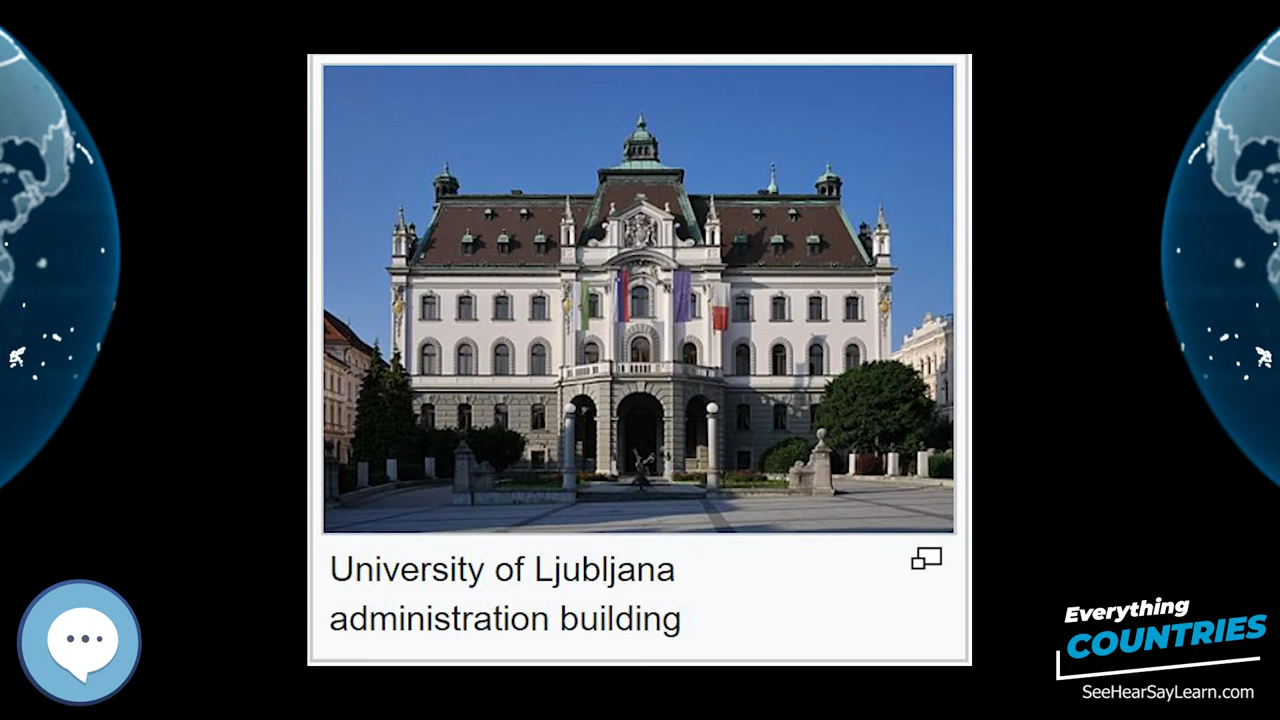 University of Ljubljana
administration building
Everything
COUNTRIES
SeeHearSayLearn.com